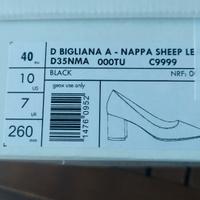 40 EU
D BIGLIANA A - NAPPA SHEEP LE
D35NMA 000TU C9999
10 US
BLACK
geox use only
7 UK
1476 0952
260 mm